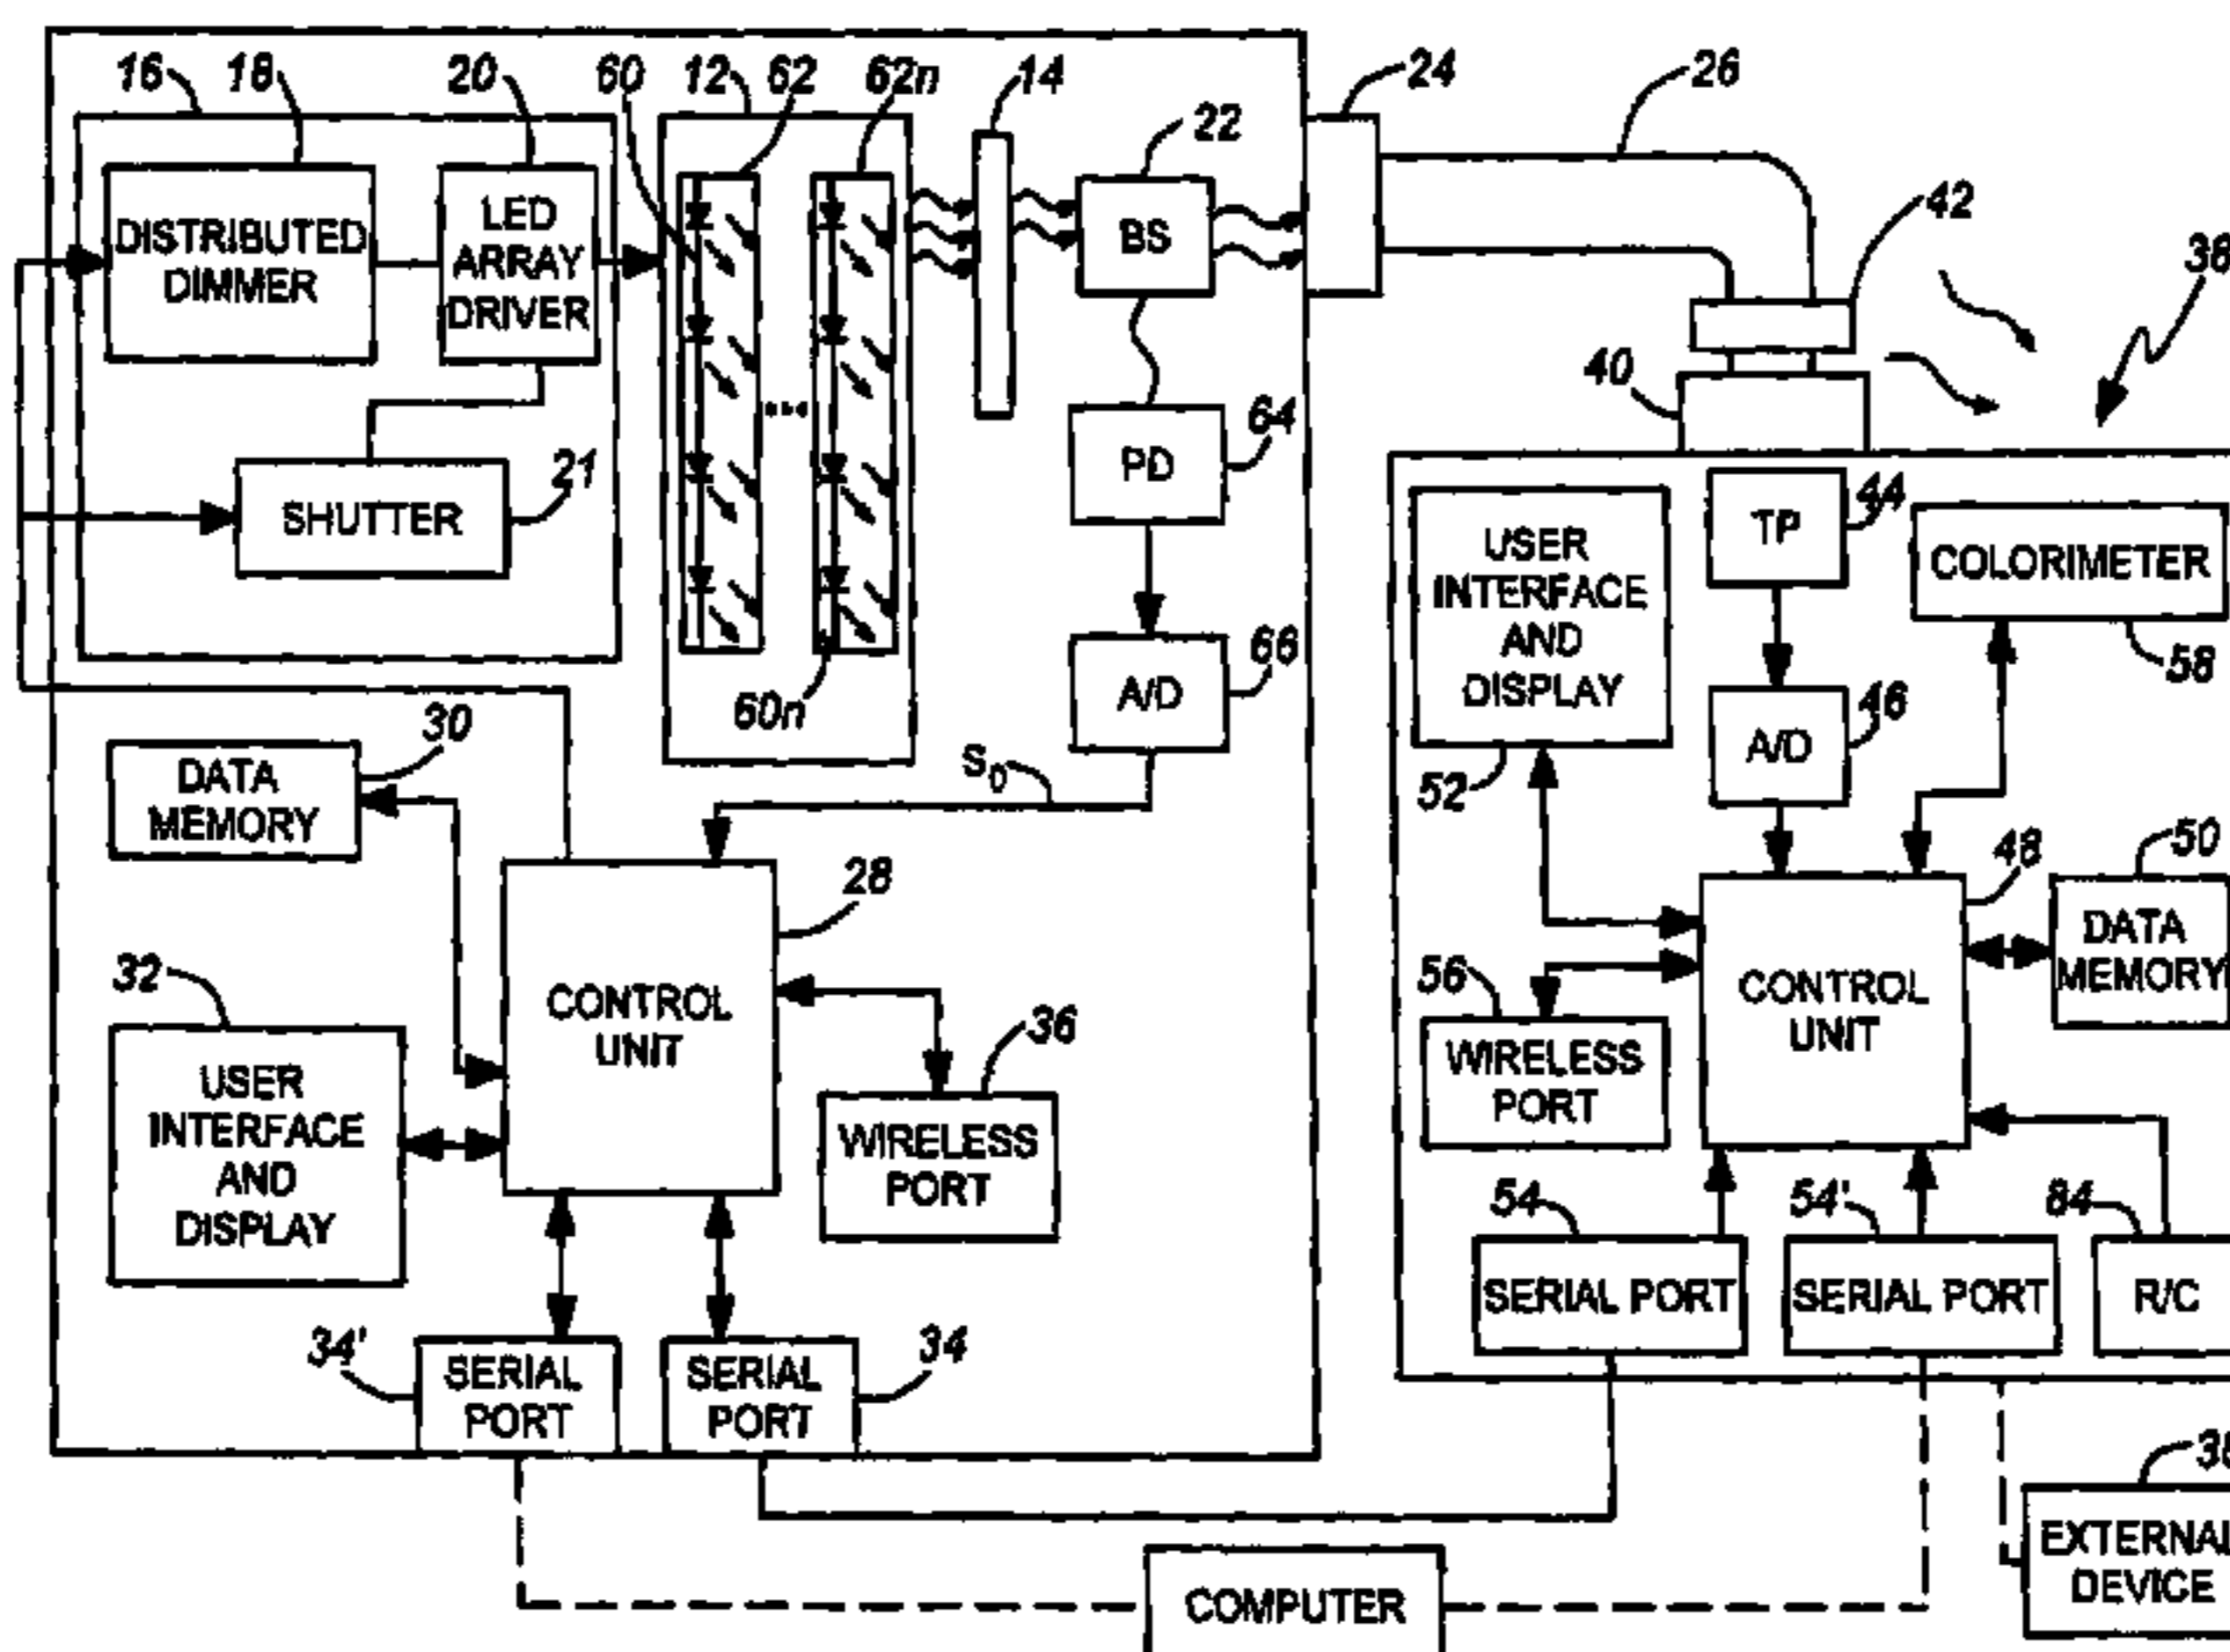 16
18
20
60
12
62
62n
14
24
26
22
42
38
DISTRIBUTED
DIMMER
LED
ARRAY
DRIVER
BS
40
64
PD
21
SHUTTER
44
TP
USER
INTERFACE
AND
DISPLAY
COLORIMETER
58
66
A/D
60n
46
A/D
30
DATA
MEMORY
S₀
52
28
48
50
CONTROL
UNIT
DATA
MEMORY
32
USER
INTERFACE
AND
DISPLAY
36
WIRELESS
PORT
56
WIRELESS
PORT
CONTROL
UNIT
54
54'
84
SERIAL PORT
SERIAL PORT
R/C
34'
SERIAL
PORT
34
SERIAL
PORT
EXTERNAL
DEVICE
COMPUTER